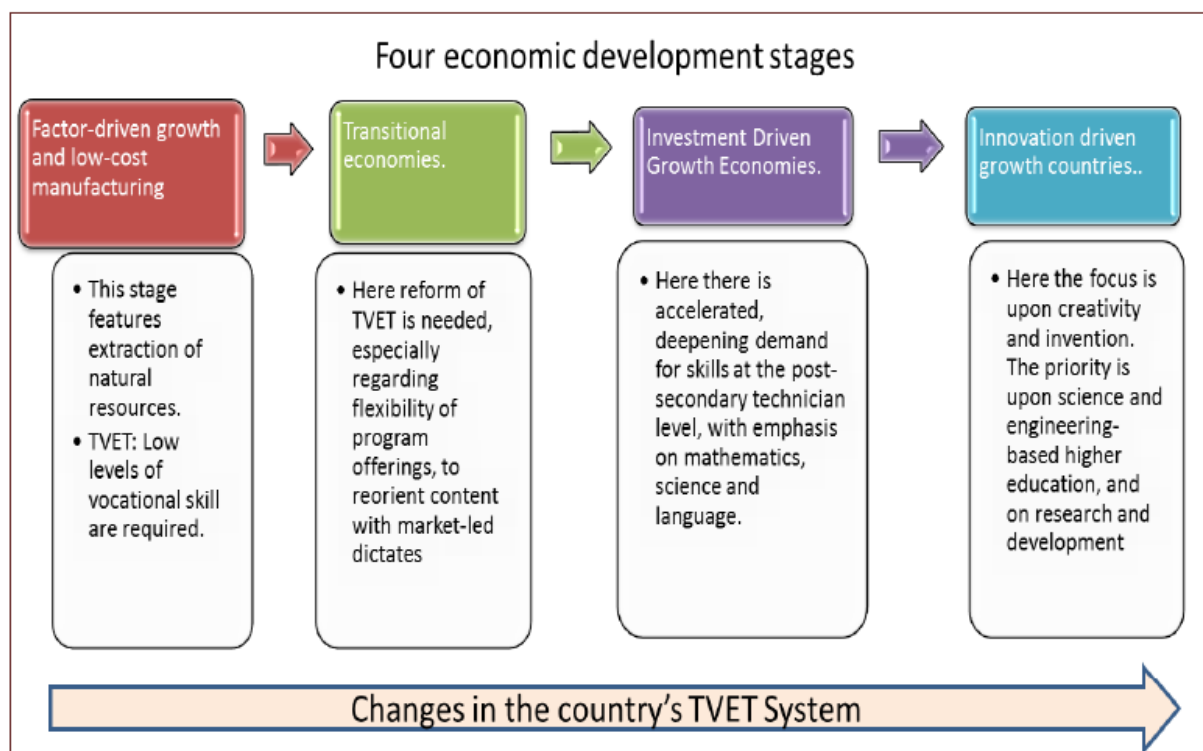 Four economic development stages
Factor-driven growth
and low-cost
manufacturing
Transitional
economies.
Investment Driven
Growth Economies.
Innovation driven
growth countries..
• This stage
features
extraction of
natural
resources.
• TVET: Low
levels of
vocational skill
are required.
• Here reform of
TVET is needed,
especially
regarding
flexibility of
program
offerings, to
reorient content
with market-led
dictates
• Here there is
accelerated,
deepening demand
for skills at the post-
secondary technician
level, with emphasis
on mathematics,
science and
language.
• Here the focus is
upon creativity
and invention.
The priority is
upon science and
engineering-
based higher
education, and
on research and
development
Changes in the country's TVET System